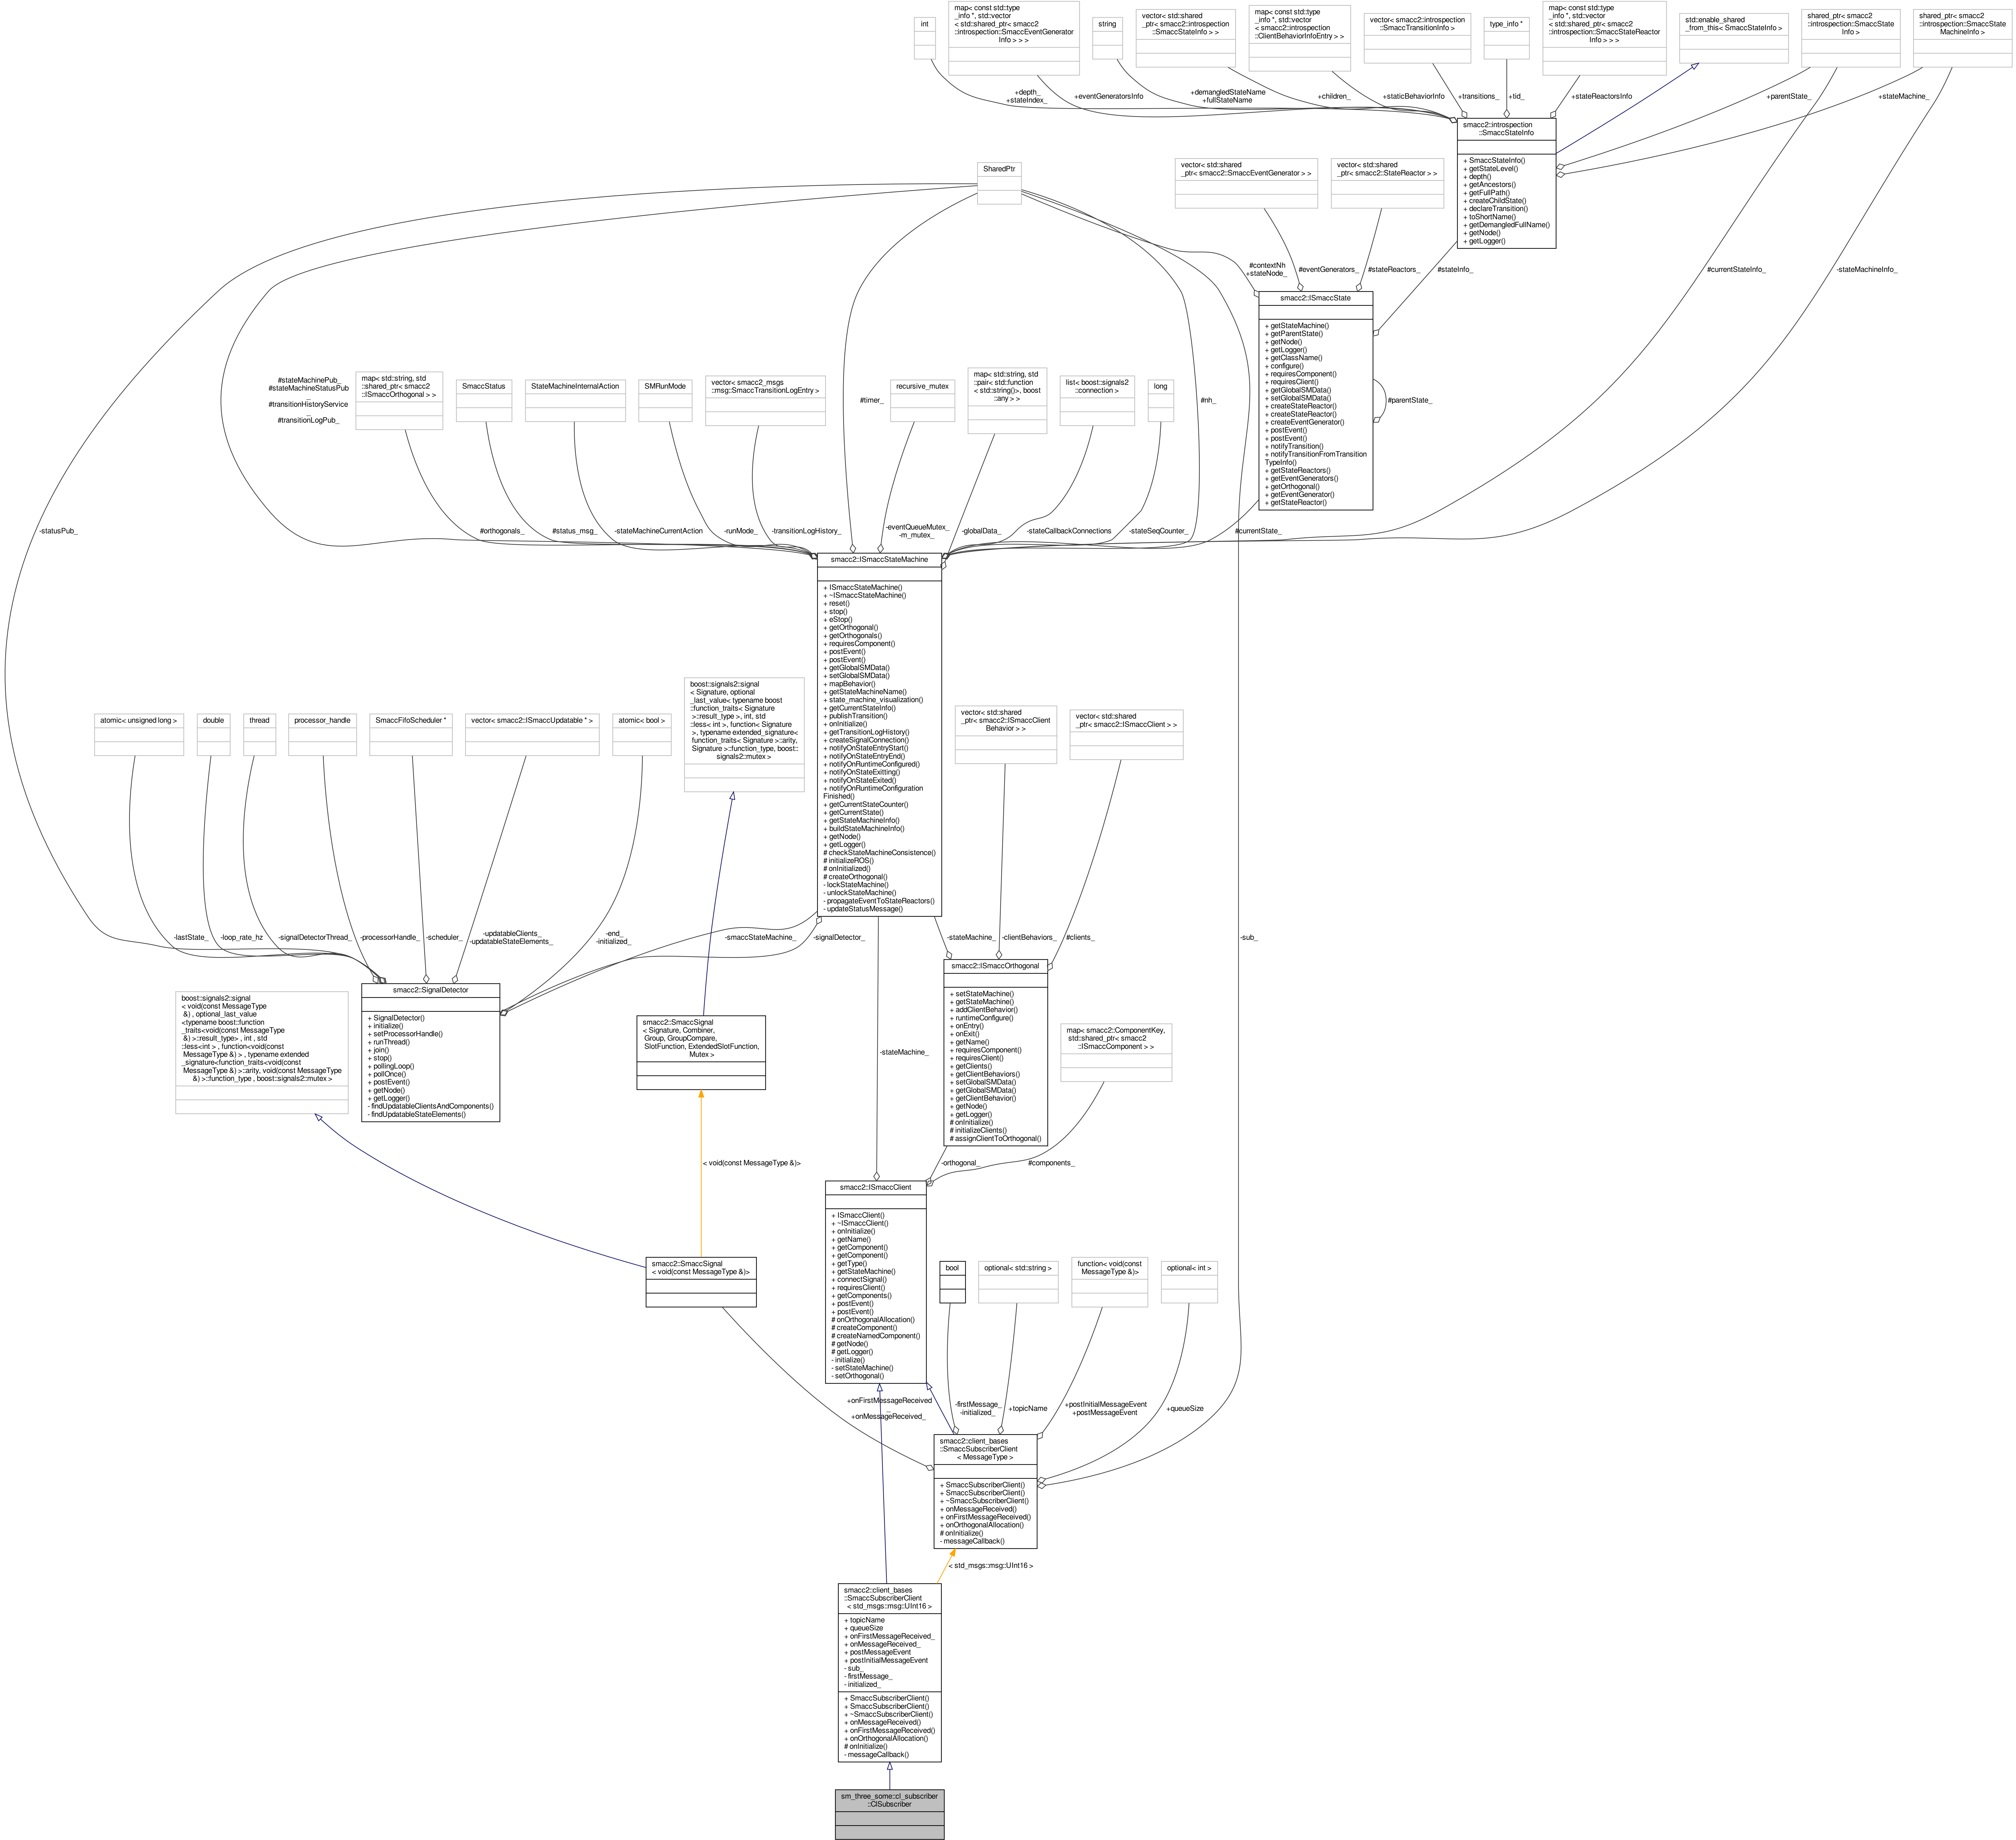 int
map< const std::type
_info *, std::vector
< std::shared_ptr< smacc2
::introspection::SmaccEventGenerator
Info > > >
string
vector< std::shared
_ptr< smacc2::introspection
::SmaccStateInfo > >
map< const std::type
_info *, std::vector
< smacc2::introspection
::ClientBehaviorInfoEntry > >
vector< smacc2::introspection
::SmaccTransitionInfo >
type_info *
map< const std::type
_info *, std::vector
< std::shared_ptr< smacc2
::introspection::SmaccStateReactor
Info > > >
std::enable_shared
_from_this< SmaccStateInfo >
shared_ptr< smacc2
::introspection::SmaccState
Info >
shared_ptr< smacc2
::introspection::SmaccState
MachineInfo >
+depth_
+stateIndex_
+eventGeneratorsInfo
+demangledStateName
+fullStateName
+children_
+staticBehaviorInfo
+transitions_
+tid_
+stateReactorsInfo
+parentState_
+stateMachine_
smacc2::introspection
::SmaccStateInfo
+ SmaccStateInfo()
+ getStateLevel()
+ depth()
+ getAncestors()
+ getFullPath()
+ createChildState()
+ declareTransition()
+ toShortName()
+ getDemangledFullName()
+ getNode()
+ getLogger()
SharedPtr
vector< std::shared
_ptr< smacc2::SmaccEventGenerator > >
vector< std::shared
_ptr< smacc2::StateReactor > >
#contextNh
+stateNode_
#eventGenerators_
#stateReactors_
#stateInfo_
#currentStateInfo_
-stateMachineInfo_
smacc2::ISmaccState
+ getStateMachine()
+ getParentState()
+ getNode()
+ getLogger()
+ getClassName()
+ configure()
+ requiresComponent()
+ requiresClient()
+ getGlobalSMData()
+ setGlobalSMData()
+ createStateReactor()
+ createStateReactor()
+ createEventGenerator()
+ postEvent()
+ postEvent()
+ notifyTransition()
+ notifyTransitionFromTransition
TypeInfo()
+ getStateReactors()
+ getEventGenerators()
+ getOrthogonal()
+ getEventGenerator()
+ getStateReactor()
#parentState_
#stateMachinePub_
#stateMachineStatusPub
_
#transitionHistoryService
_
#transitionLogPub_
map< std::string, std
::shared_ptr< smacc2
::ISmaccOrthogonal > >
SmaccStatus
StateMachineInternalAction
SMRunMode
vector< smacc2_msgs
::msg::SmaccTransitionLogEntry >
#timer_
recursive_mutex
map< std::string, std
::pair< std::function
< std::string()>, boost
::any > >
list< boost::signals2
::connection >
long
#nh_
-statusPub_
#orthogonals_
#status_msg_
-stateMachineCurrentAction
-runMode_
-transitionLogHistory_
-eventQueueMutex_
-m_mutex_
-globalData_
-stateCallbackConnections
-stateSeqCounter_
#currentState_
smacc2::ISmaccStateMachine
+ ISmaccStateMachine()
+ ~ISmaccStateMachine()
+ reset()
+ stop()
+ eStop()
+ getOrthogonal()
+ getOrthogonals()
+ requiresComponent()
+ postEvent()
+ postEvent()
+ getGlobalSMData()
+ setGlobalSMData()
+ mapBehavior()
+ getStateMachineName()
+ state_machine_visualization()
+ getCurrentStateInfo()
+ publishTransition()
+ onInitialize()
+ getTransitionLogHistory()
+ createSignalConnection()
+ notifyOnStateEntryStart()
+ notifyOnStateEntryEnd()
+ notifyOnRuntimeConfigured()
+ notifyOnStateExitting()
+ notifyOnStateExited()
+ notifyOnRuntimeConfiguration
Finished()
+ getCurrentStateCounter()
+ getCurrentState()
+ getStateMachineInfo()
+ buildStateMachineInfo()
+ getNode()
+ getLogger()
# checkStateMachineConsistence()
# initializeROS()
# onInitialized()
# createOrthogonal()
- lockStateMachine()
- unlockStateMachine()
- propagateEventToStateReactors()
- updateStatusMessage()
boost::signals2::signal
< Signature, optional
_last_value< typename boost
::function_traits< Signature
>::result_type >, int, std
::less< int >, function< Signature
>, typename extended_signature<
function_traits< Signature >::arity,
Signature >::function_type, boost::
signals2::mutex >
atomic< unsigned long >
double
thread
processor_handle
SmaccFifoScheduler *
vector< smacc2::ISmaccUpdatable * >
atomic< bool >
vector< std::shared
_ptr< smacc2::ISmaccClient
Behavior > >
vector< std::shared
_ptr< smacc2::ISmaccClient > >
-lastState_
-loop_rate_hz
-signalDetectorThread_
-processorHandle_
-scheduler_
-updatableClients_
-updatableStateElements_
-end_
-initialized_
-smaccStateMachine_
-signalDetector_
-stateMachine_
-clientBehaviors_
#clients_
-sub_
smacc2::SignalDetector
+ SignalDetector()
+ initialize()
+ setProcessorHandle()
+ runThread()
+ join()
+ stop()
+ pollingLoop()
+ pollOnce()
+ postEvent()
+ getNode()
+ getLogger()
- findUpdatableClientsAndComponents()
- findUpdatableStateElements()
smacc2::ISmaccOrthogonal
+ setStateMachine()
+ getStateMachine()
+ addClientBehavior()
+ runtimeConfigure()
+ onEntry()
+ onExit()
+ getName()
+ requiresComponent()
+ requiresClient()
+ getClients()
+ getClientBehaviors()
+ setGlobalSMData()
+ getGlobalSMData()
+ getClientBehavior()
+ getNode()
+ getLogger()
# onInitialize()
# initializeClients()
# assignClientToOrthogonal()
boost::signals2::signal
< void(const MessageType
&) , optional_last_value
<typename boost::function
_traits<void(const MessageType
&) >::result_type> , int , std
::less<int > , function<void(const
MessageType &) > , typename extended
_signature<function_traits<void(const
MessageType &) >::arity, void(const MessageType
&) >::function_type , boost::signals2::mutex >
smacc2::SmaccSignal
< Signature, Combiner,
Group, GroupCompare,
SlotFunction, ExtendedSlotFunction,
Mutex >
map< smacc2::ComponentKey,
std::shared_ptr< smacc2
::ISmaccComponent > >
-stateMachine_
< void(const MessageType &)>
-orthogonal_
#components_
smacc2::ISmaccClient
+ ISmaccClient()
+ ~ISmaccClient()
+ onInitialize()
+ getName()
+ getComponent()
+ getComponent()
+ getType()
+ getStateMachine()
+ connectSignal()
+ requiresClient()
+ getComponents()
+ postEvent()
+ postEvent()
# onOrthogonalAllocation()
# createComponent()
# createNamedComponent()
# getNode()
# getLogger()
- initialize()
- setStateMachine()
- setOrthogonal()
smacc2::SmaccSignal
< void(const MessageType &)>
bool
optional< std::string >
function< void(const
MessageType &)>
optional< int >
+onFirstMessageReceived
_
+onMessageReceived_
-firstMessage_
-initialized_
+topicName
+postInitialMessageEvent
+postMessageEvent
+queueSize
smacc2::client_bases
::SmaccSubscriberClient
< MessageType >
+ SmaccSubscriberClient()
+ SmaccSubscriberClient()
+ ~SmaccSubscriberClient()
+ onMessageReceived()
+ onFirstMessageReceived()
+ onOrthogonalAllocation()
# onInitialize()
- messageCallback()
< std_msgs::msg::UInt16 >
smacc2::client_bases
::SmaccSubscriberClient
< std_msgs::msg::UInt16 >
+ topicName
+ queueSize
+ onFirstMessageReceived_
+ onMessageReceived_
+ postMessageEvent
+ postInitialMessageEvent
- sub_
- firstMessage_
- initialized_
+ SmaccSubscriberClient()
+ SmaccSubscriberClient()
+ ~SmaccSubscriberClient()
+ onMessageReceived()
+ onFirstMessageReceived()
+ onOrthogonalAllocation()
# onInitialize()
- messageCallback()
sm_three_some::cl_subscriber
::ClSubscriber